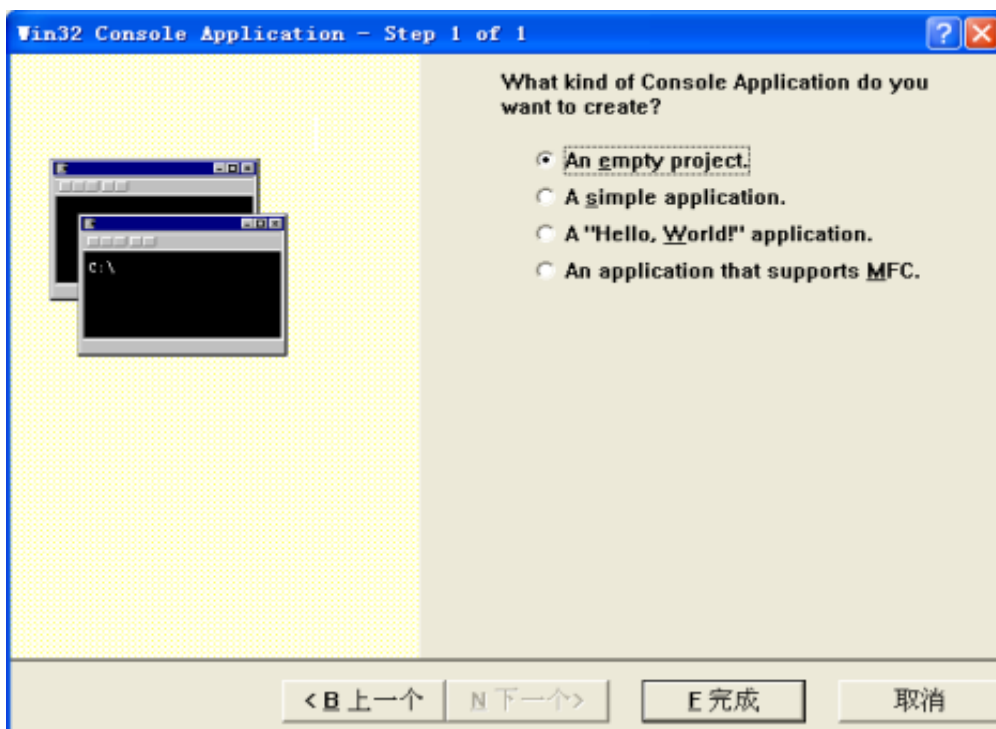 Win32 Console Application - Step 1 of 1
What kind of Console Application do you
want to create?
An empty project.
A simple application.
A "Hello, World!" application.
An application that supports MFC.
C:\
< B 上一个
N 下一个>
F 完成
取消